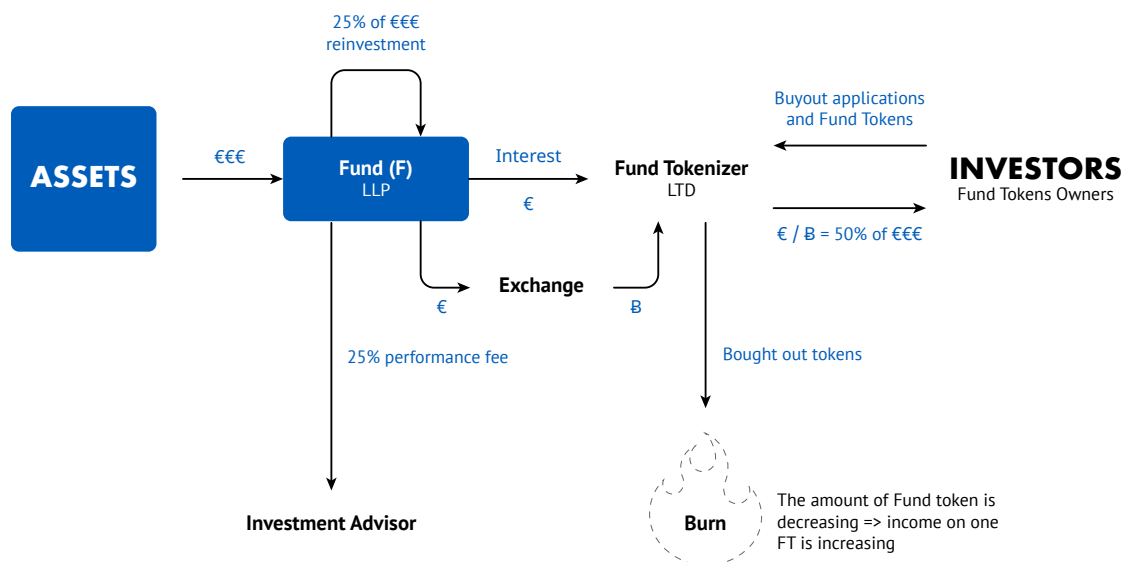 25% of €€€
reinvestment
Buyout applications
and Fund Tokens
ASSETS
€€€
Fund (F)
LLP
Interest
€
Fund Tokenizer
LTD
INVESTORS
Fund Tokens Owners
€ / Ƀ = 50% of €€€
€
Exchange
Ƀ
25% performance fee
Bought out tokens
Investment Advisor
Burn
The amount of Fund token is
decreasing => income on one
FT is increasing